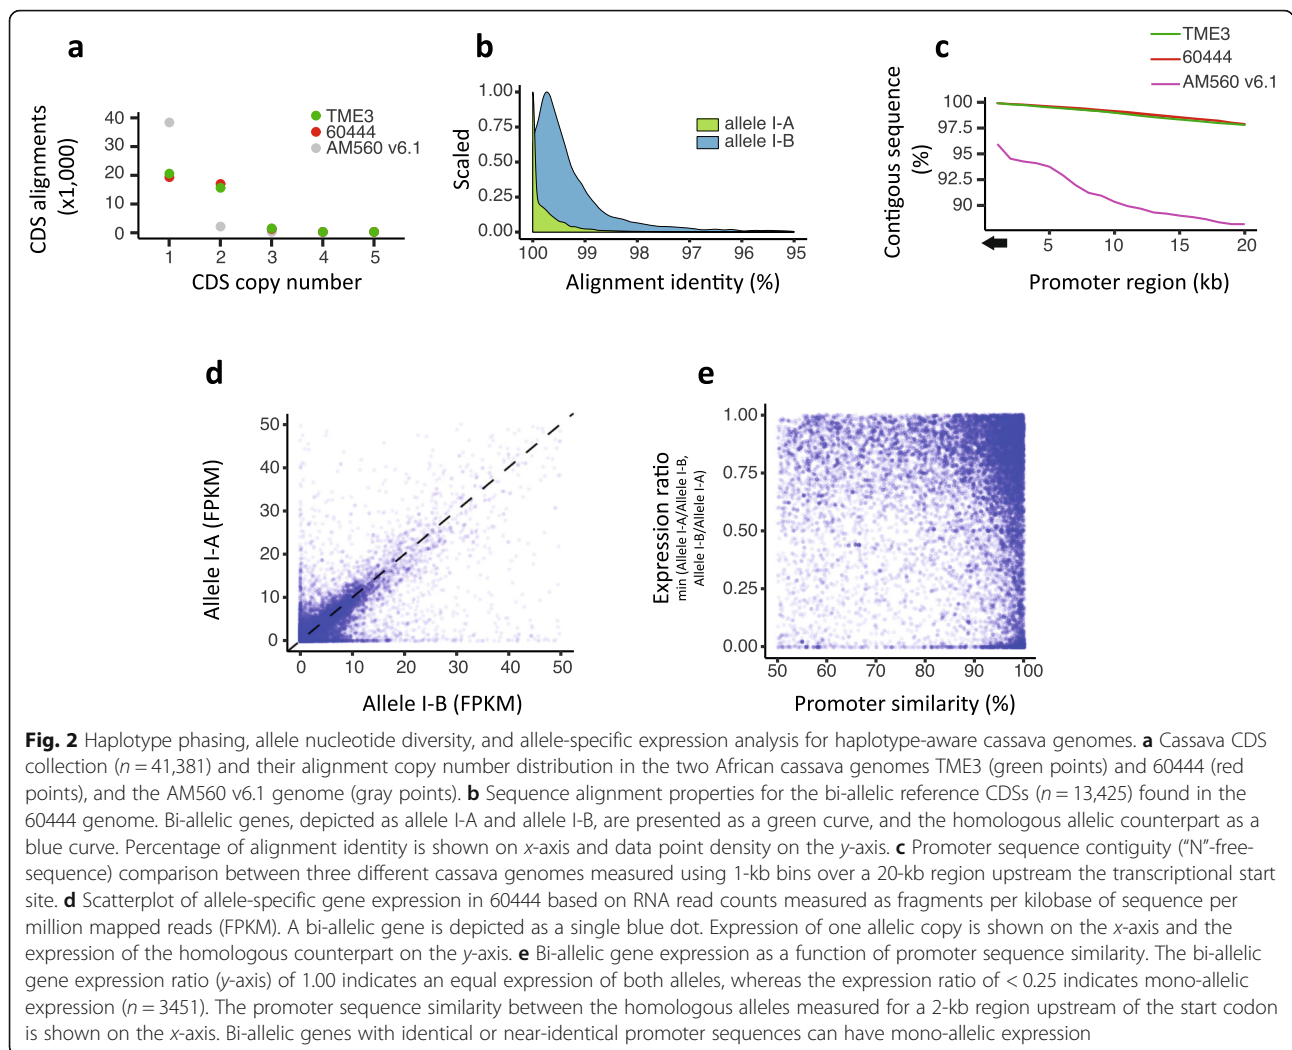 a
CDS alignments
(x1,000)
40
30
20
10
0
1 2 3 4 5
CDS copy number
TME3
60444
AM560 v6.1
b
Scaled
1.00
0.75
0.50
0.25
0.00
100 99 98 97 96 95
Alignment identity (%)
allele I-A
allele I-B
c
TME3
60444
AM560 v6.1
Contigous sequence
(%)
100
97.5
95
92.5
90
5 10 15 20
Promoter region (kb)
d
Allele I-A (FPKM)
50
40
30
20
10
0
0 10 20 30 40 50
Allele I-B (FPKM)
e
Expression ratio
min (Allele I-A/Allele I-B,
Allele I-B/Allele I-A)
1.00
0.75
0.50
0.25
0.00
50 60 70 80 90 100
Promoter similarity (%)
Fig. 2 Haplotype phasing, allele nucleotide diversity, and allele-specific expression analysis for haplotype-aware cassava genomes. a Cassava CDS
collection (n = 41,381) and their alignment copy number distribution in the two African cassava genomes TME3 (green points) and 60444 (red
points), and the AM560 v6.1 genome (gray points). b Sequence alignment properties for the bi-allelic reference CDSs (n = 13,425) found in the
60444 genome. Bi-allelic genes, depicted as allele I-A and allele I-B, are presented as a green curve, and the homologous allelic counterpart as a
blue curve. Percentage of alignment identity is shown on x-axis and data point density on the y-axis. c Promoter sequence contiguity (“N”-free-
sequence) comparison between three different cassava genomes measured using 1-kb bins over a 20-kb region upstream the transcriptional start
site. d Scatterplot of allele-specific gene expression in 60444 based on RNA read counts measured as fragments per kilobase of sequence per
million mapped reads (FPKM). A bi-allelic gene is depicted as a single blue dot. Expression of one allelic copy is shown on the x-axis and the
expression of the homologous counterpart on the y-axis. e Bi-allelic gene expression as a function of promoter sequence similarity. The bi-allelic
gene expression ratio (y-axis) of 1.00 indicates an equal expression of both alleles, whereas the expression ratio of < 0.25 indicates mono-allelic
expression (n = 3451). The promoter sequence similarity between the homologous alleles measured for a 2-kb region upstream of the start codon
is shown on the x-axis. Bi-allelic genes with identical or near-identical promoter sequences can have mono-allelic expression